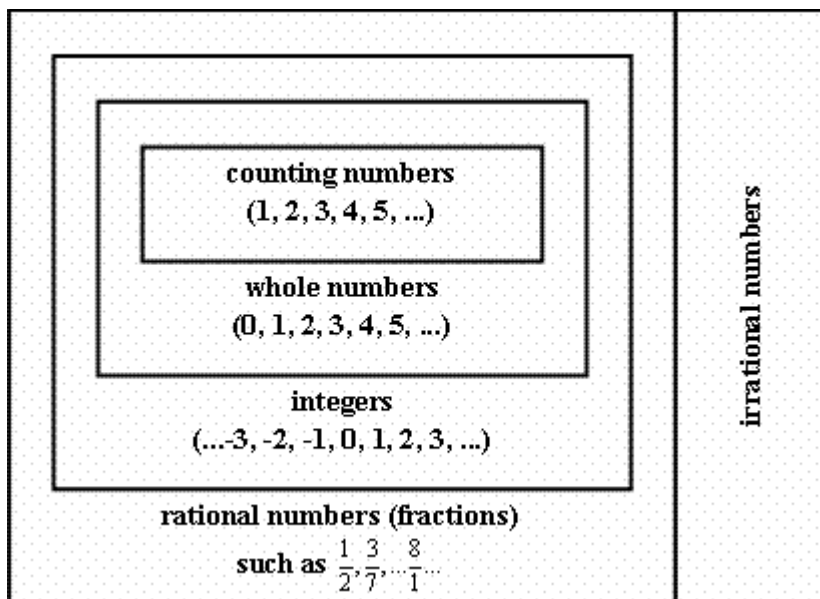 counting numbers
(1, 2, 3, 4, 5, ...)
whole numbers
(0, 1, 2, 3, 4, 5, ...)
integers
(...-3, -2, -1, 0, 1, 2, 3, ...)
rational numbers (fractions)
such as 1/2, 3/7, ...8/1...
irrational numbers